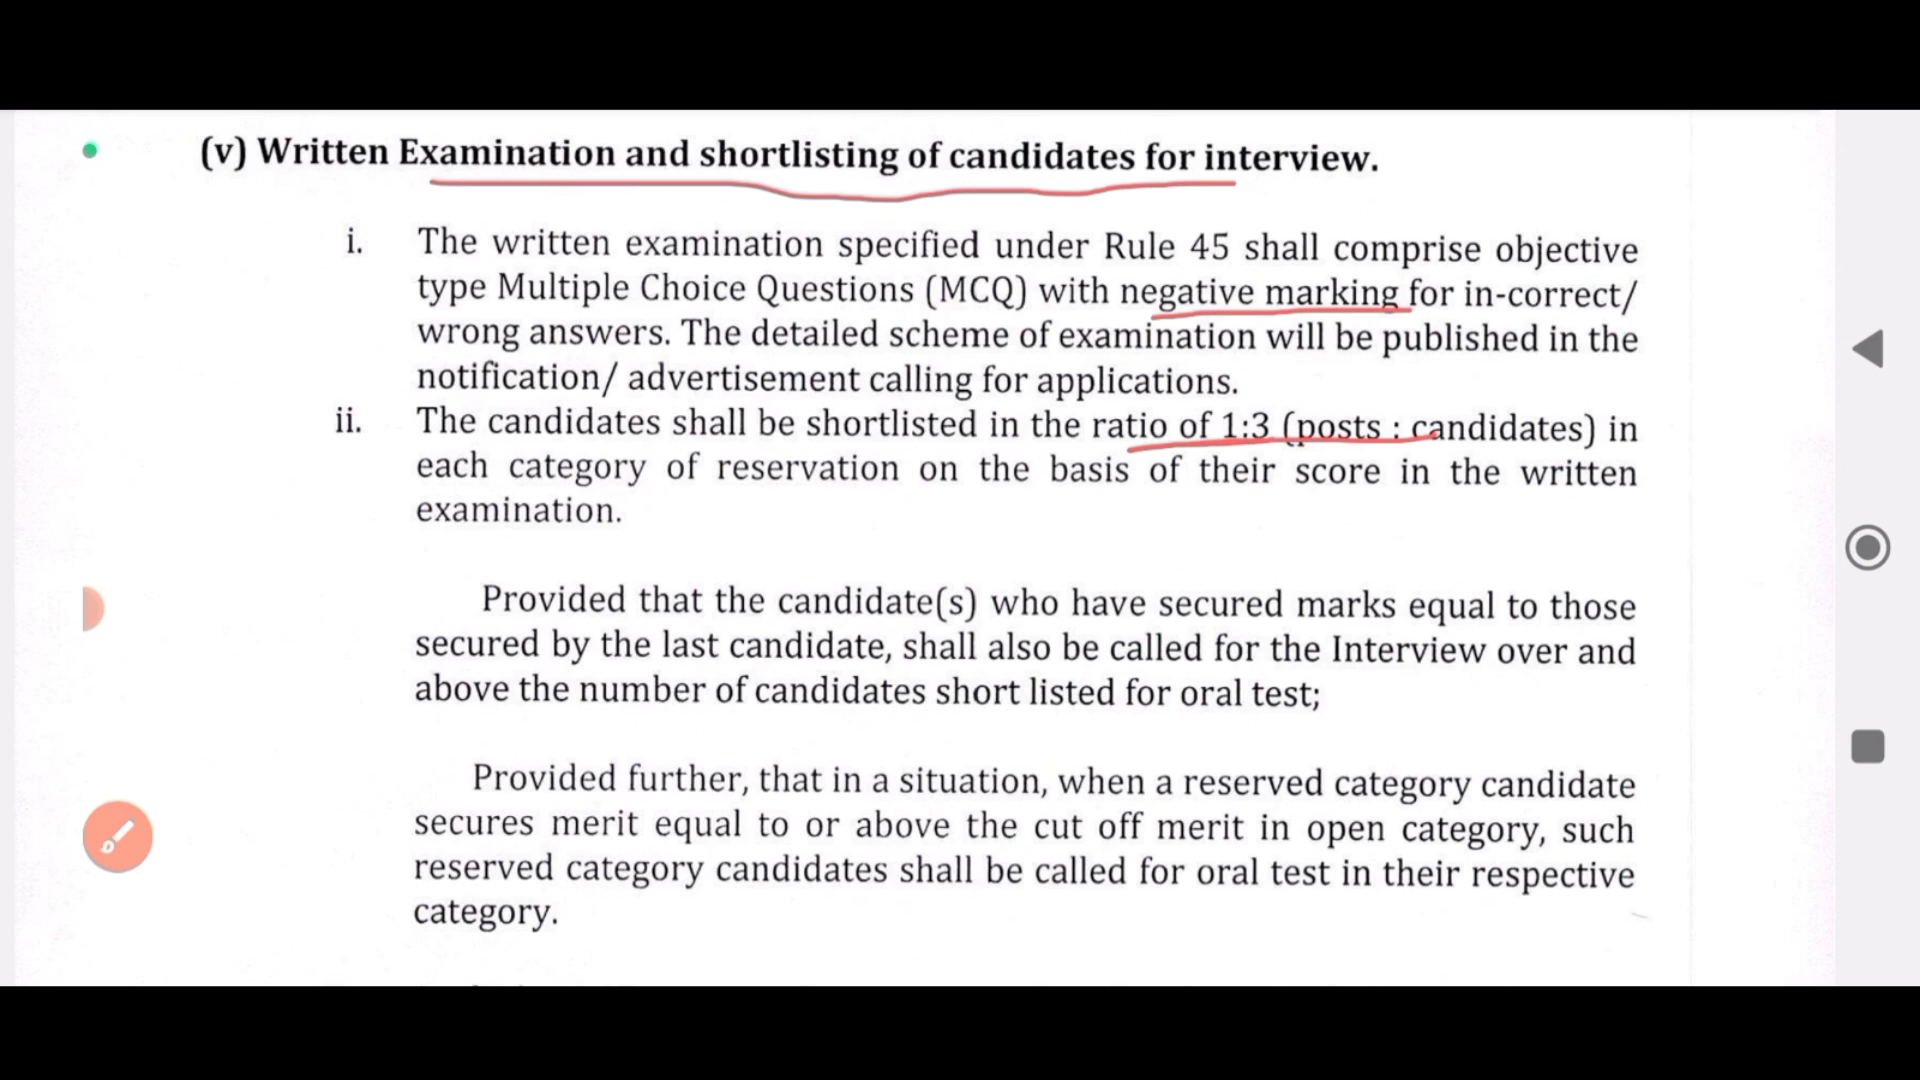 (v) Written Examination and shortlisting of candidates for interview.
i. The written examination specified under Rule 45 shall comprise objective
type Multiple Choice Questions (MCQ) with negative marking for in-correct/
wrong answers. The detailed scheme of examination will be published in the
notification/ advertisement calling for applications.
ii. The candidates shall be shortlisted in the ratio of 1:3 (posts : candidates) in
each category of reservation on the basis of their score in the written
examination.
Provided that the candidate(s) who have secured marks equal to those
secured by the last candidate, shall also be called for the Interview over and
above the number of candidates short listed for oral test;
Provided further, that in a situation, when a reserved category candidate
secures merit equal to or above the cut off merit in open category, such
reserved category candidates shall be called for oral test in their respective
category.